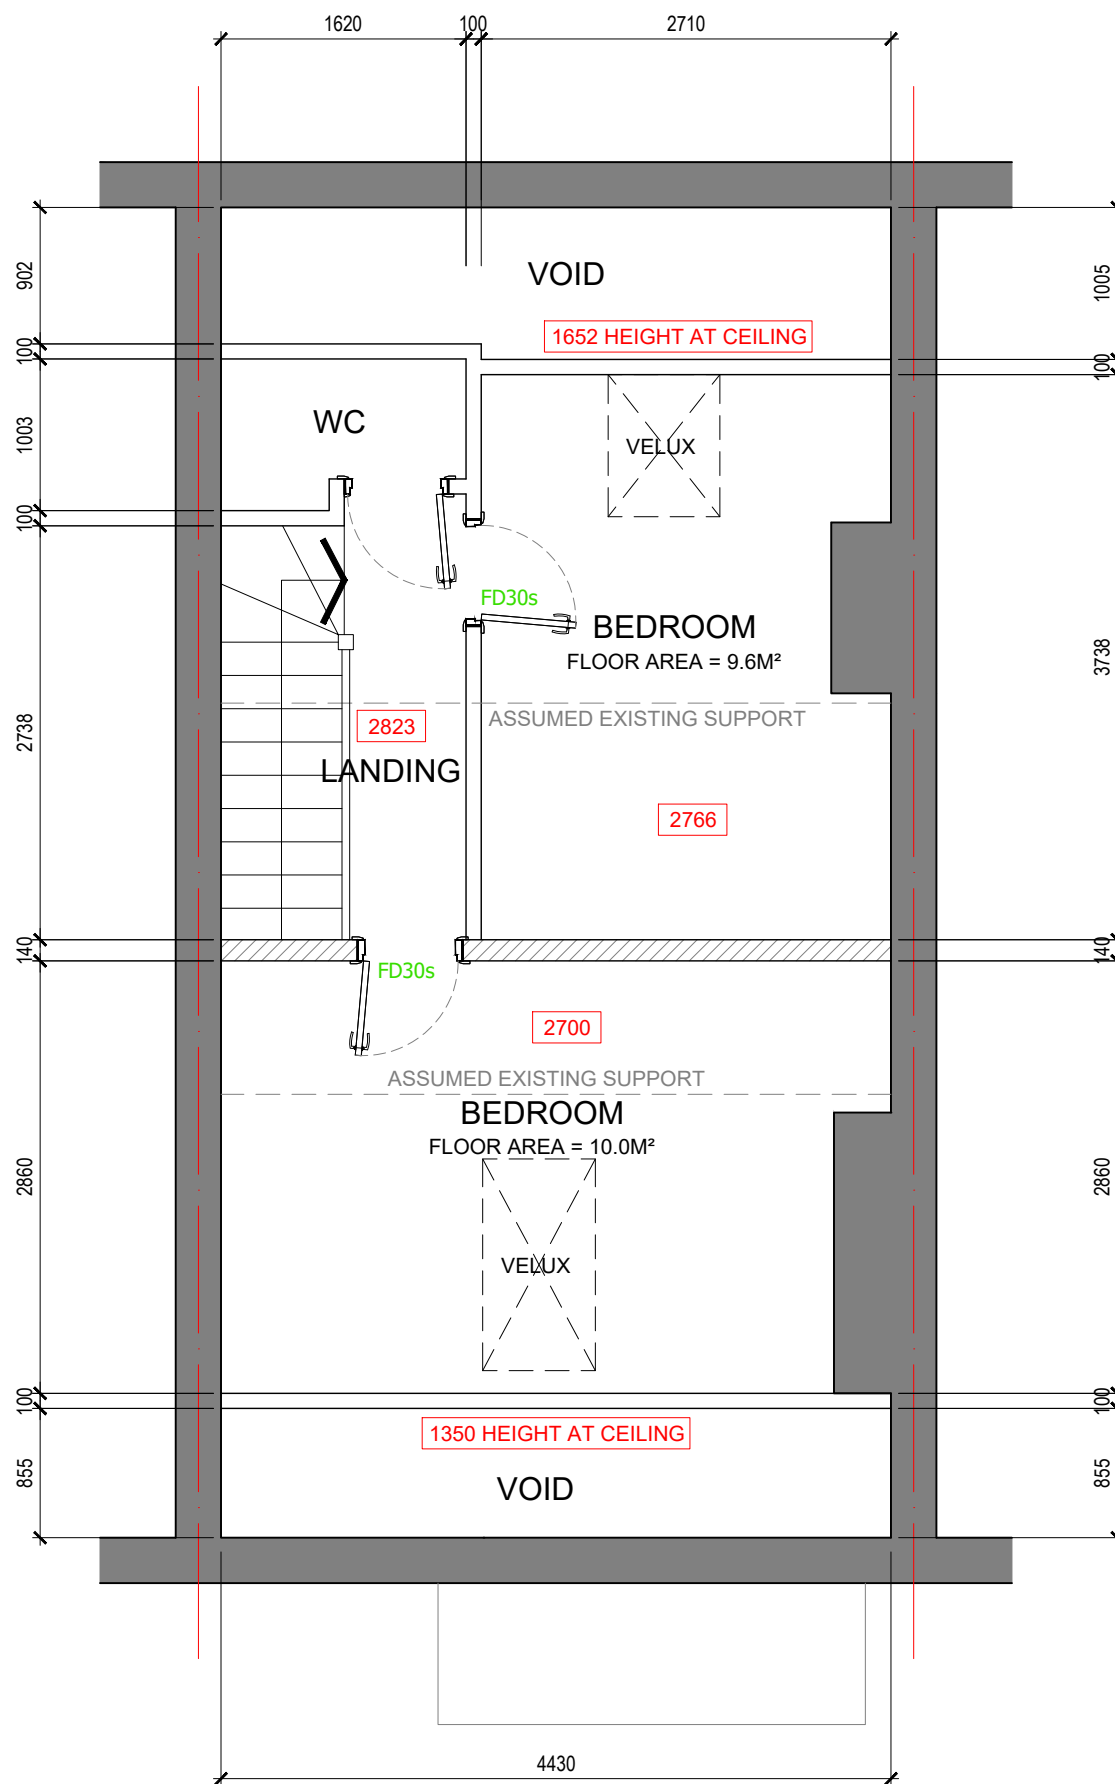 1620
100
2710
902
VOID
1005
1652 HEIGHT AT CEILING
100
100
1003
WC
VELUX
100
FD30s
BEDROOM
FLOOR AREA = 9.6M²
3738
2738
2823
ASSUMED EXISTING SUPPORT
LANDING
2766
140
140
FD30s
2700
ASSUMED EXISTING SUPPORT
BEDROOM
FLOOR AREA = 10.0M²
2860
2860
VELUX
100
100
1350 HEIGHT AT CEILING
855
855
VOID
4430